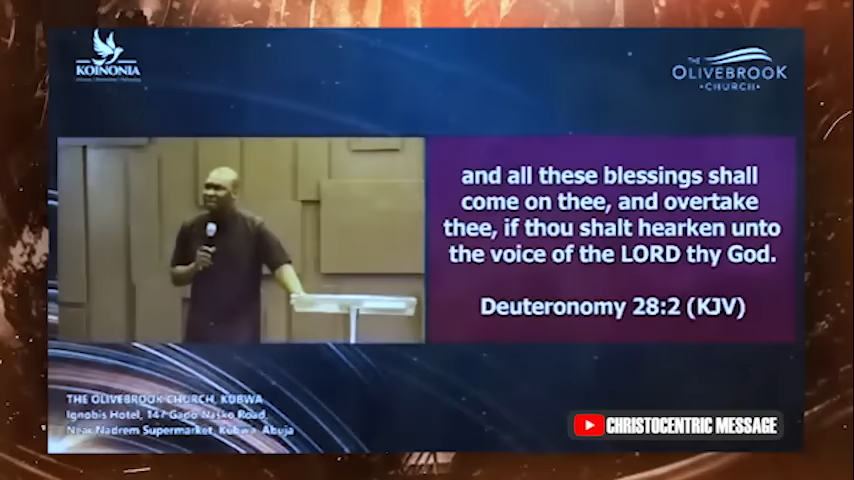 KOINONIA
THE
OLIVEBROOK
•CHURCH•
and all these blessings shall
come on thee, and overtake
thee, if thou shalt hearken unto
the voice of the LORD thy God.
Deuteronomy 28:2 (KJV)
THE OLIVEBROOK CHURCH, KUBWA
Ignobis Hotel, 147 Gado Nasko Road,
Near Nadrem Supermarket, Kubwa Abuja
CHRISTOCENTRIC MESSAGE